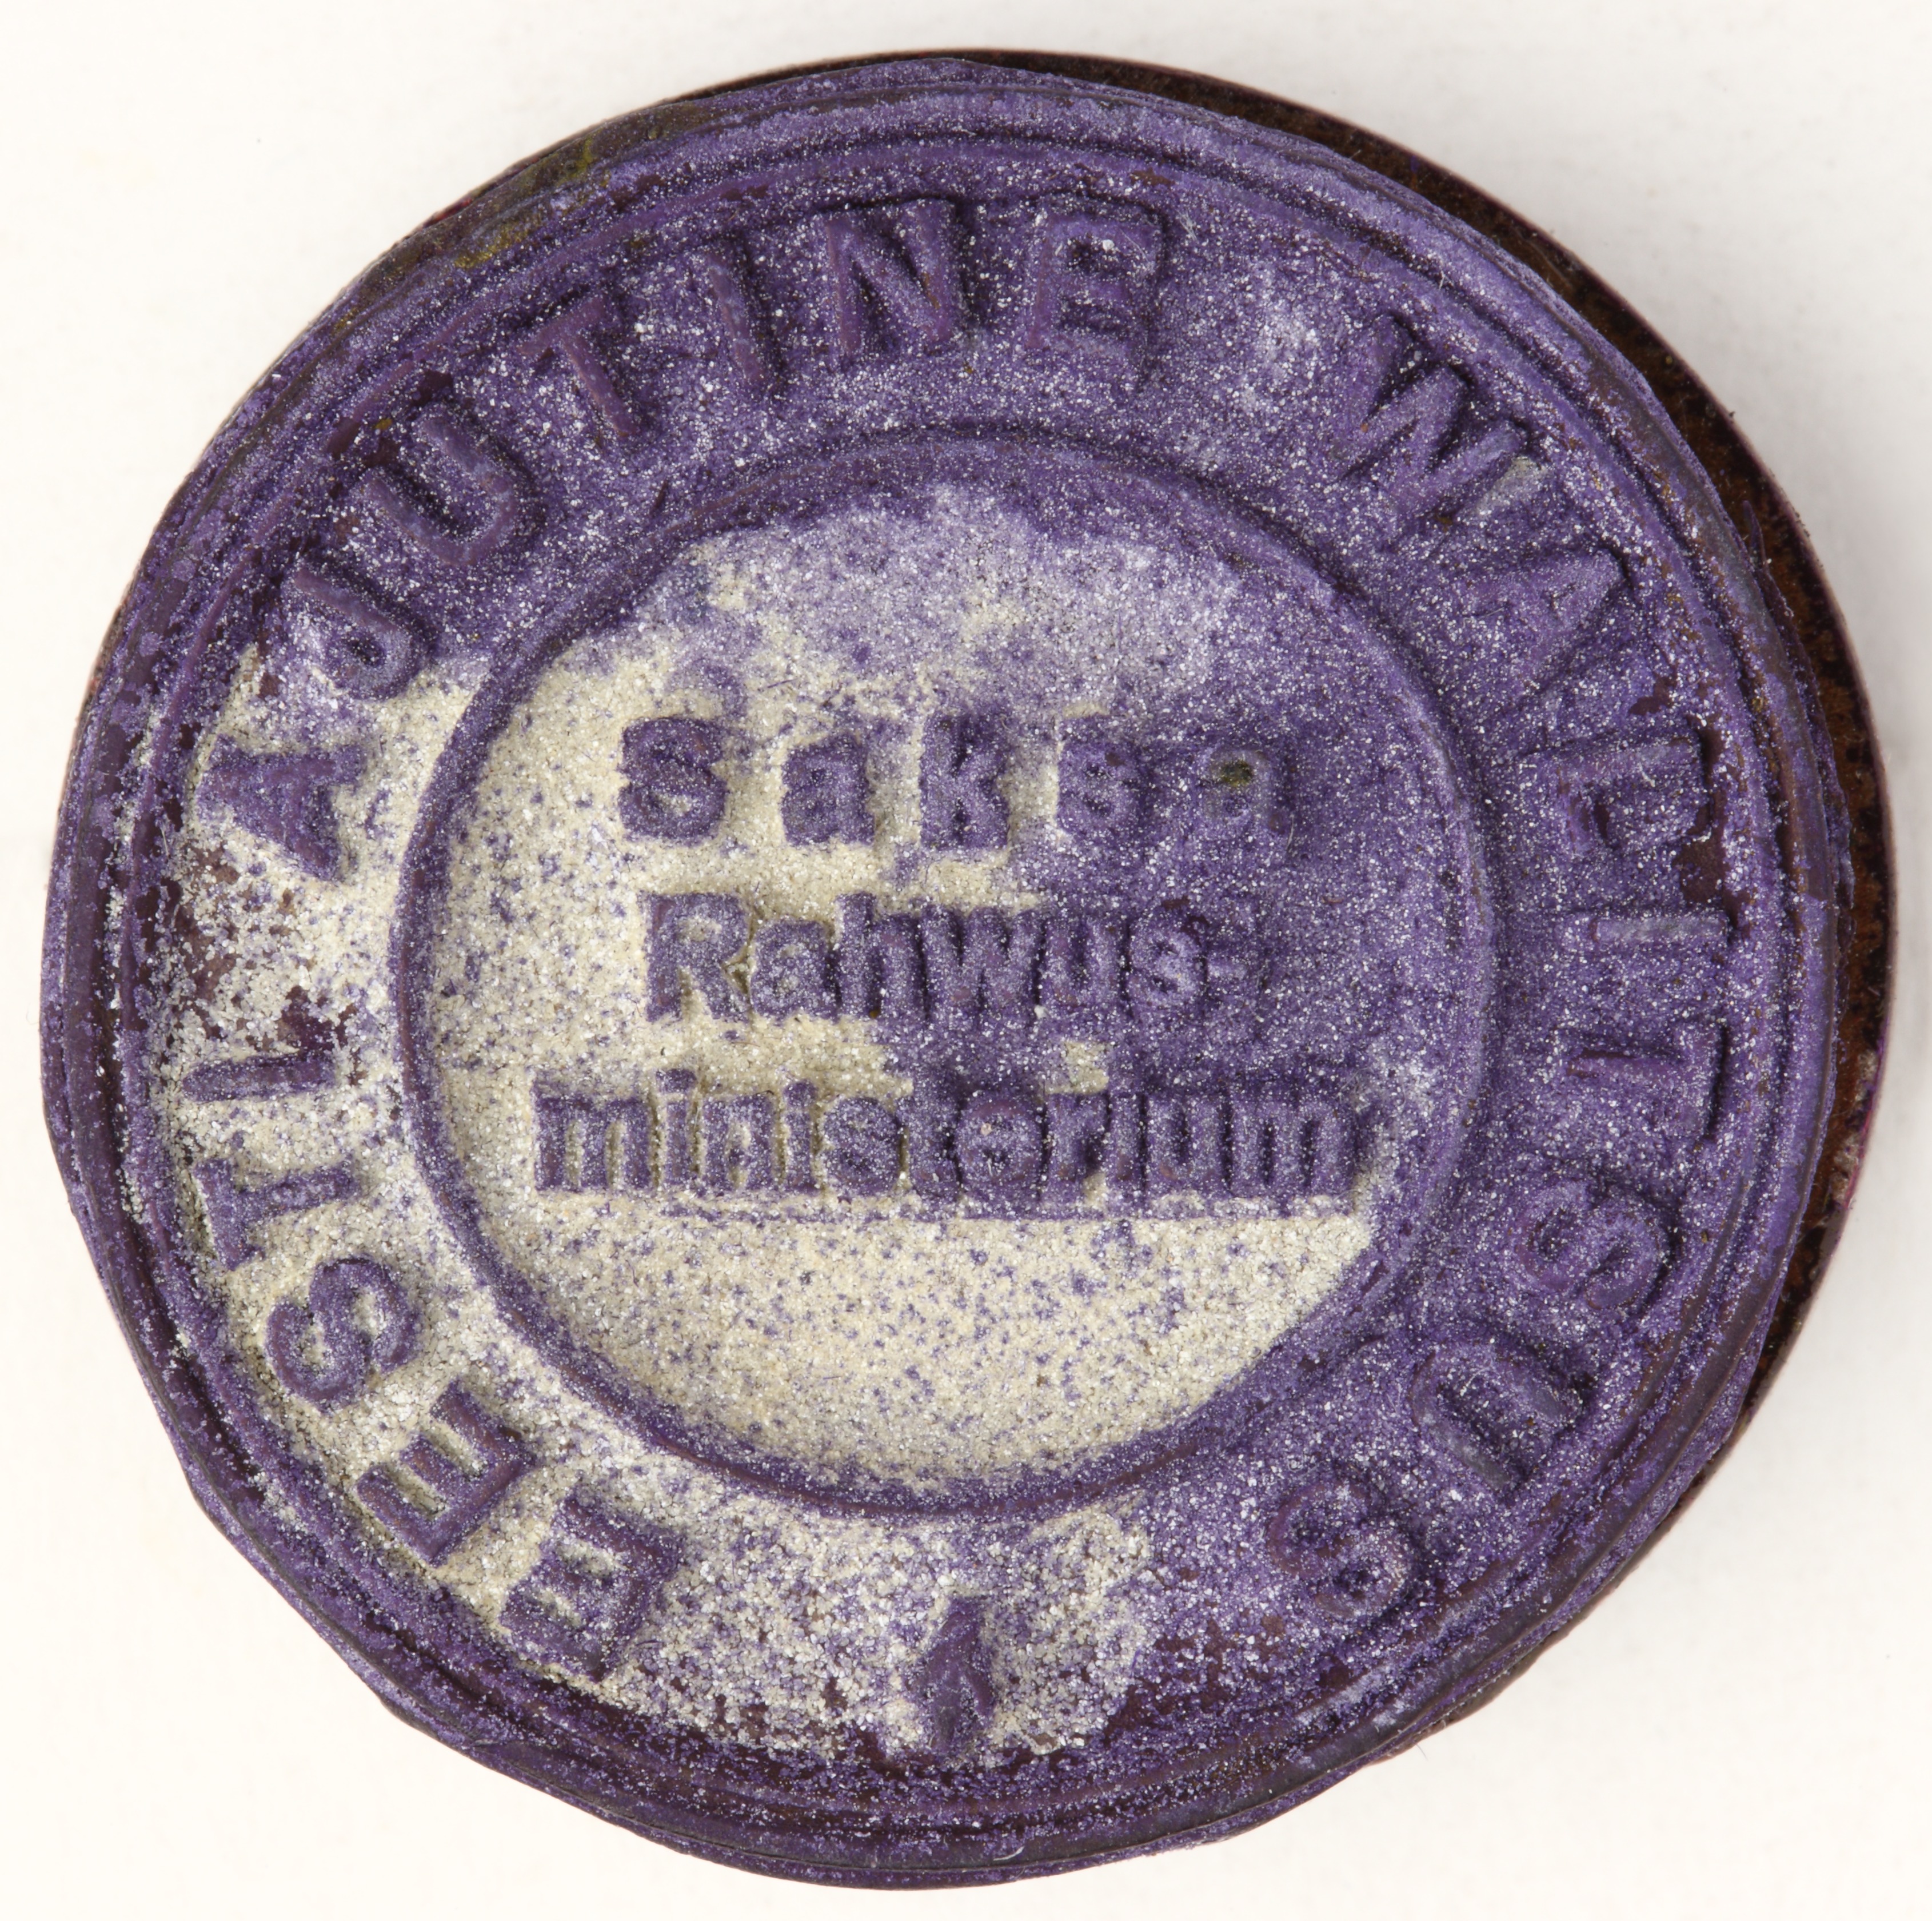 EESTI AJUTINE WALITSUS
Saksa
Rahwus-
ministerium